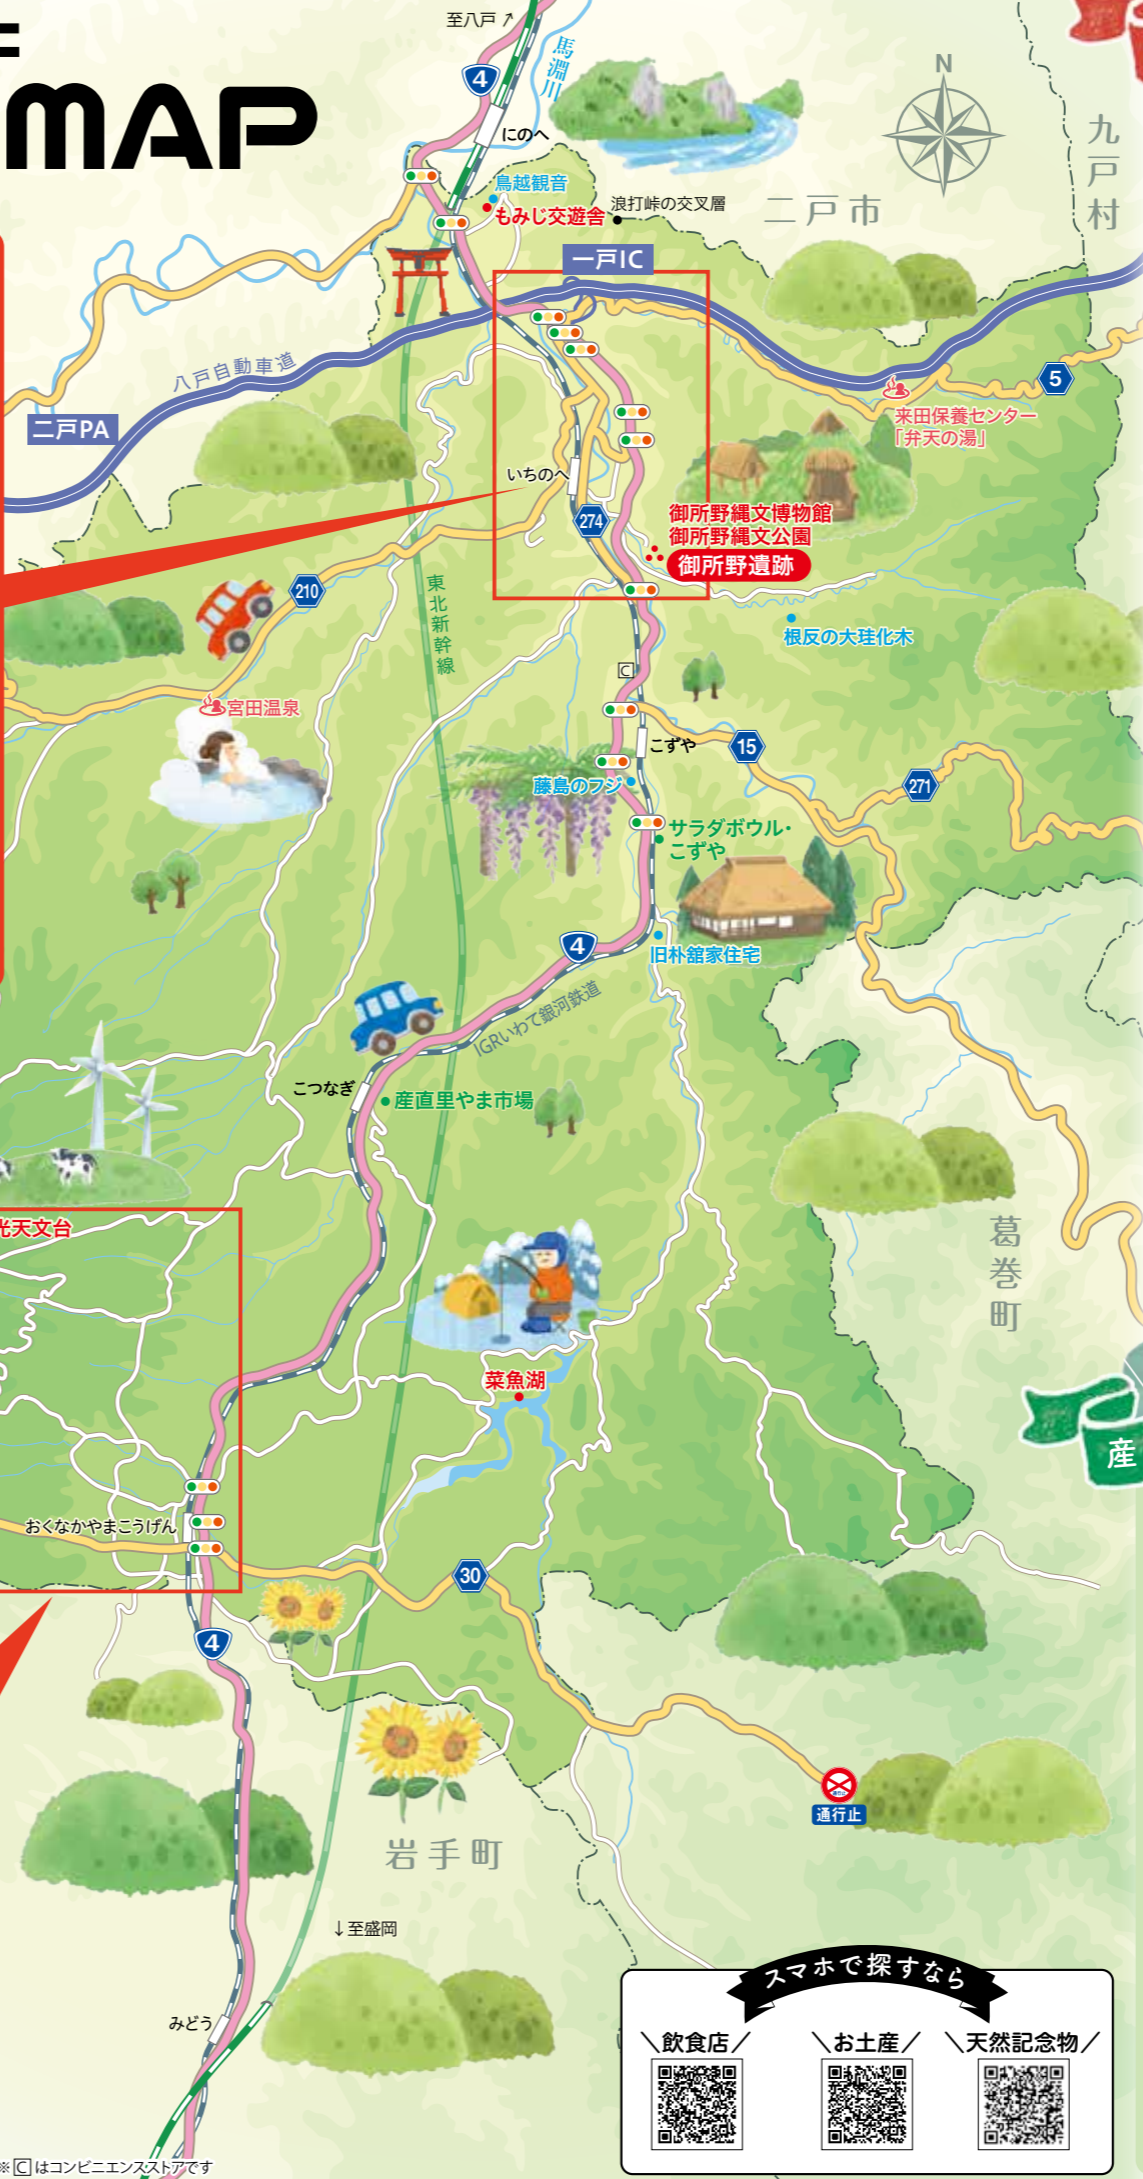 MAP
至八戸
4
馬淵川
にのへ
N
九戸村
鳥越観音
もみじ交遊舎
浪打峠の交叉層
二戸市
一戸IC
八戸自動車道
5
二戸PA
来田保養センター
「弁天の湯」
いちのへ
274
御所野縄文博物館
御所野縄文公園
御所野遺跡
210
東北新幹線
根反の大珪化木
C
宮田温泉
こずや
15
藤島のフジ
271
サラダボウル・
こずや
4
旧朴舘家住宅
IGRいわて銀河鉄道
こつなぎ
産直里やま市場
光天文台
葛巻町
菜魚湖
産
おくなかやまこうげん
30
4
通行止
岩手町
↓至盛岡
スマホで探すなら
みどう
\飲食店/
\お土産/
\天然記念物/
※Cはコンビニエンスストアです